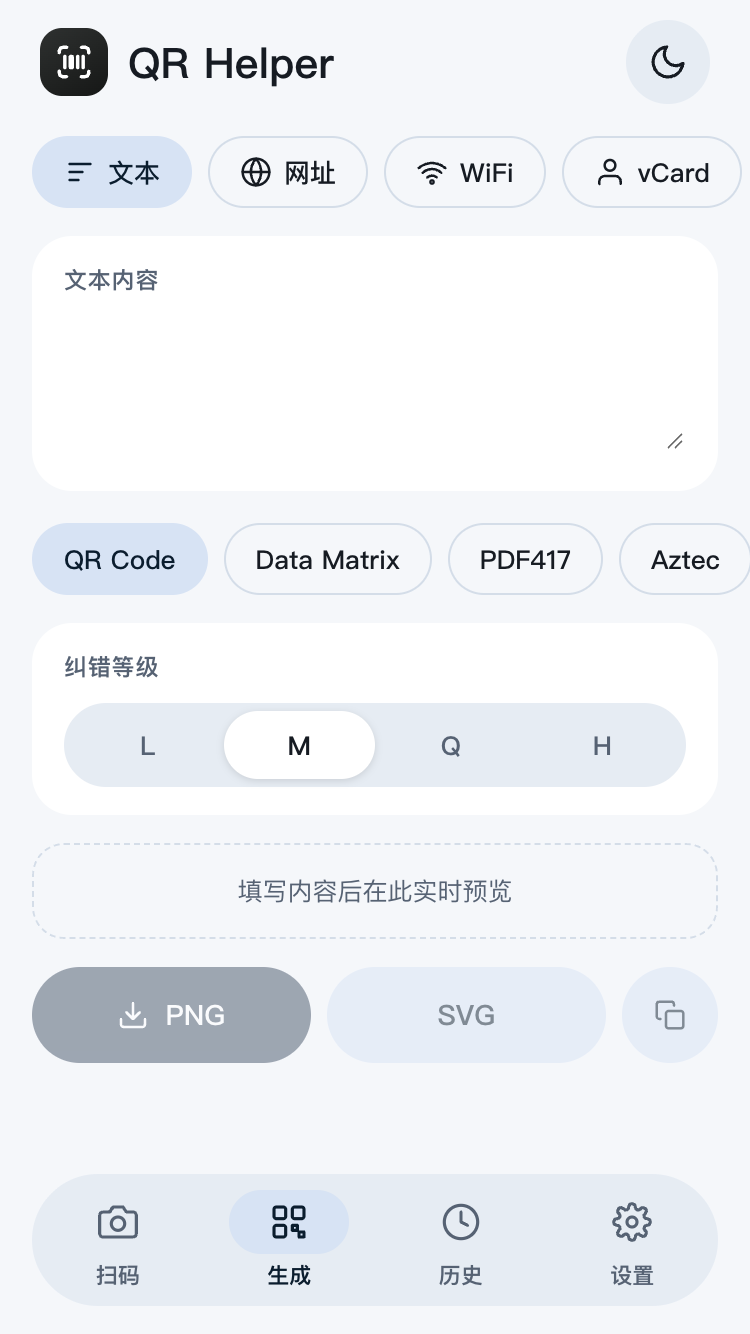 QR Helper
文本 网址 WiFi vCard
文本内容
QR Code Data Matrix PDF417 Aztec
纠错等级
L M Q H
填写内容后在此实时预览
PNG SVG
扫码 生成 历史 设置